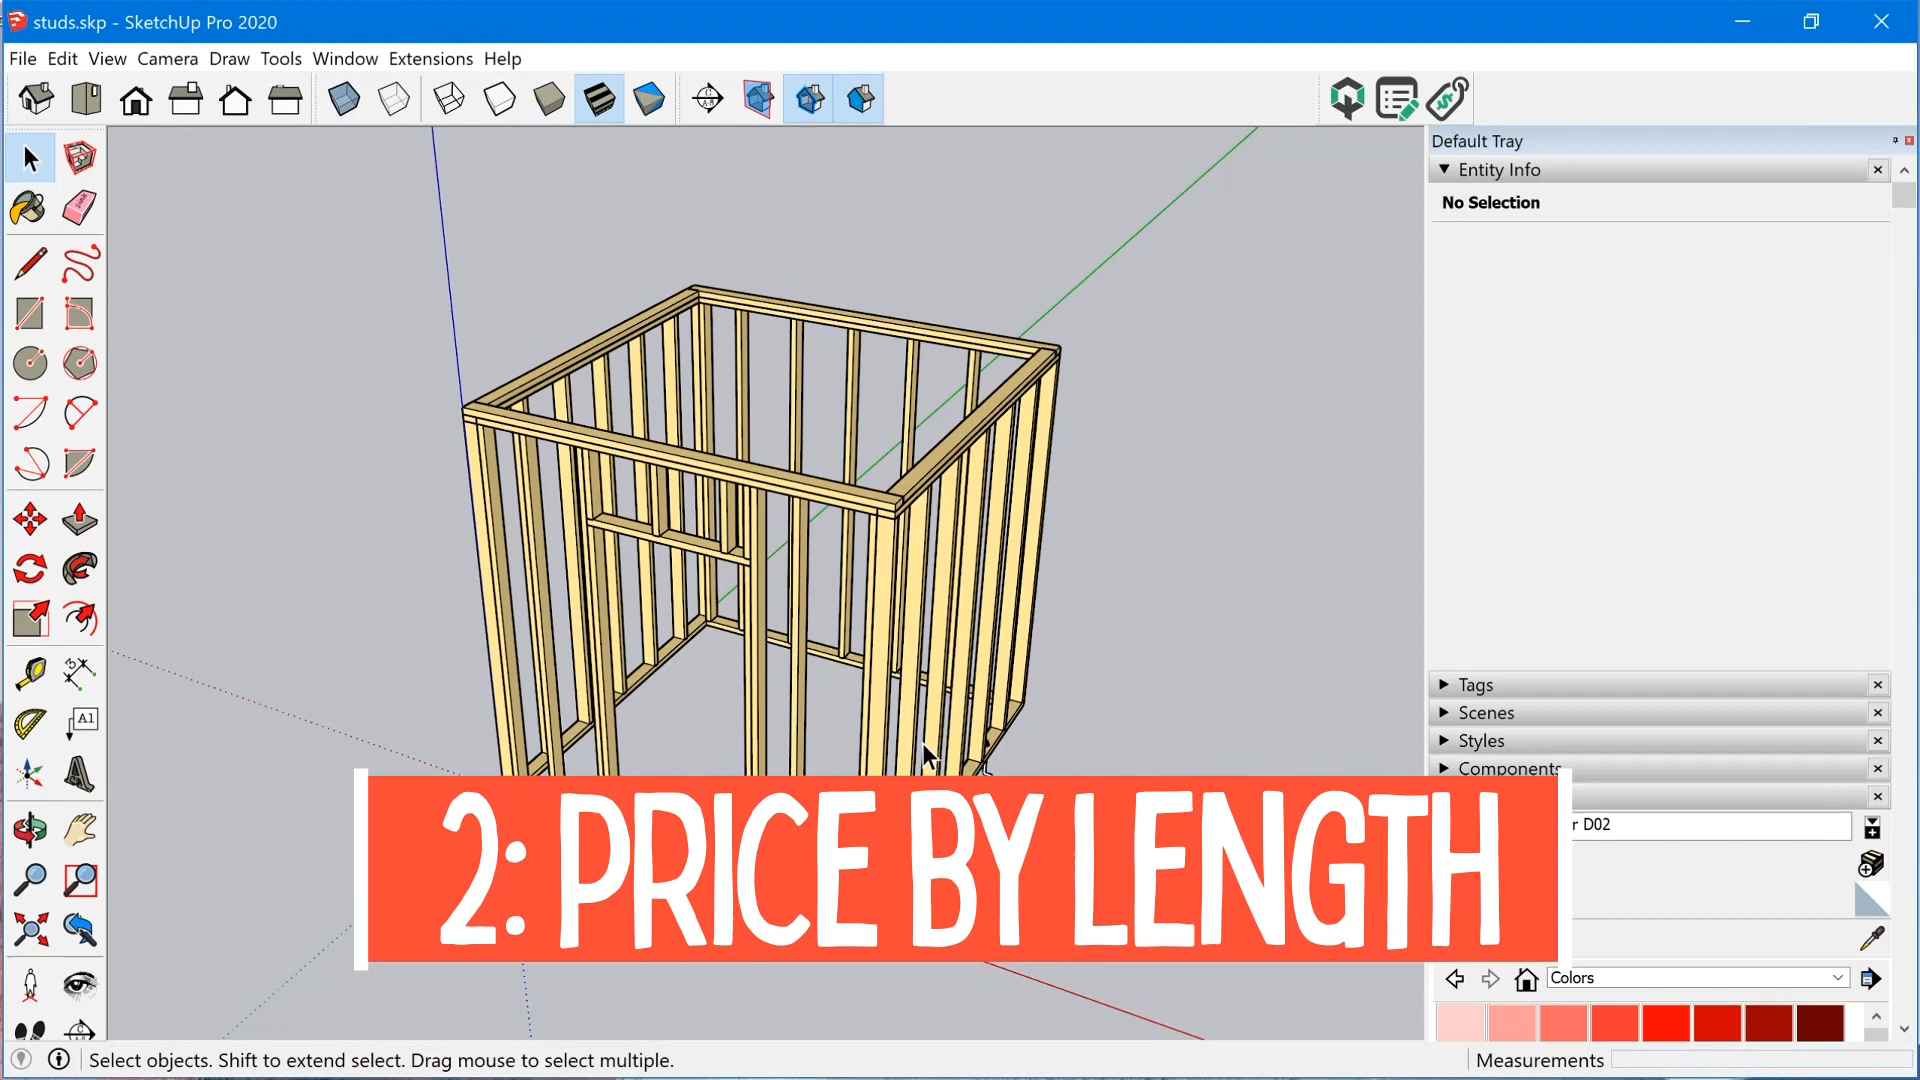 studs.skp - SketchUp Pro 2020
File Edit View Camera Draw Tools Window Extensions Help
Default Tray
Entity Info
No Selection
A1
Tags
Scenes
Styles
Components
r D02
2: PRICE BY LENGTH
Colors
Select objects. Shift to extend select. Drag mouse to select multiple.
Measurements